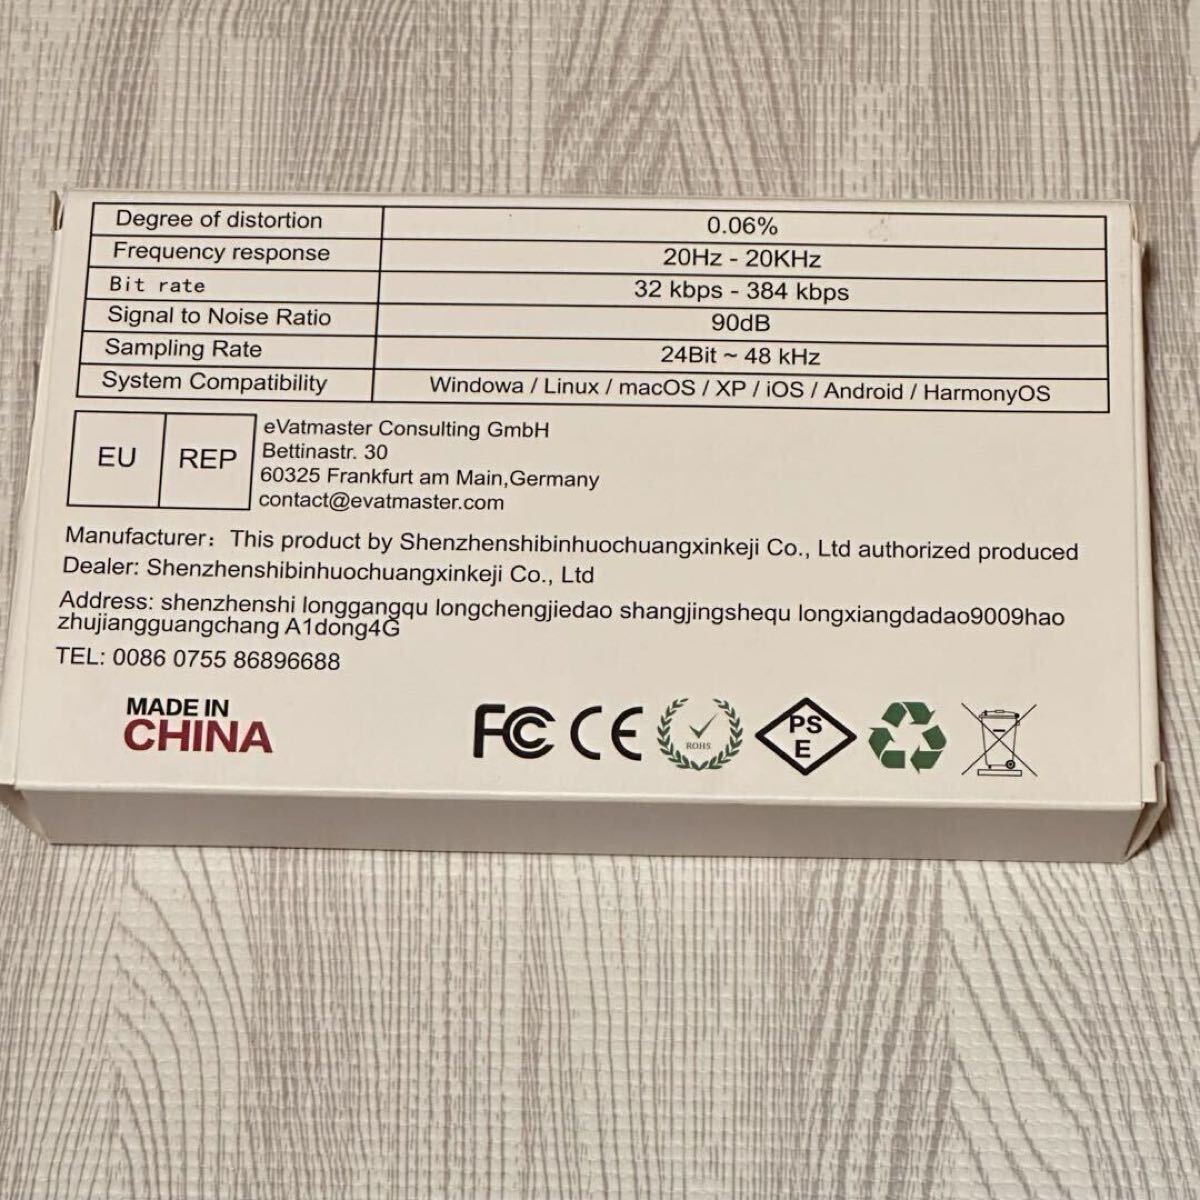 Degree of distortion 0.06%
Frequency response 20Hz - 20KHz
Bit rate 32 kbps - 384 kbps
Signal to Noise Ratio 90dB
Sampling Rate 24Bit ~ 48 kHz
System Compatibility Windowa / Linux / macOS / XP / iOS / Android / HarmonyOS
EU REP
eVatmaster Consulting GmbH
Bettinastr. 30
60325 Frankfurt am Main,Germany
contact@evatmaster.com
Manufacturer: This product by Shenzhenshibinhuochuangxinkeji Co., Ltd authorized produced
Dealer: Shenzhenshibinhuochuangxinkeji Co., Ltd
Address: shenzhenshi longgangqu longchengjiedao shangjingshequ longxiangdadao9009hao
zhujiangguangchang A1dong4G
TEL: 0086 0755 86896688
MADE IN
CHINA
FC CE
ROHS
PS
E